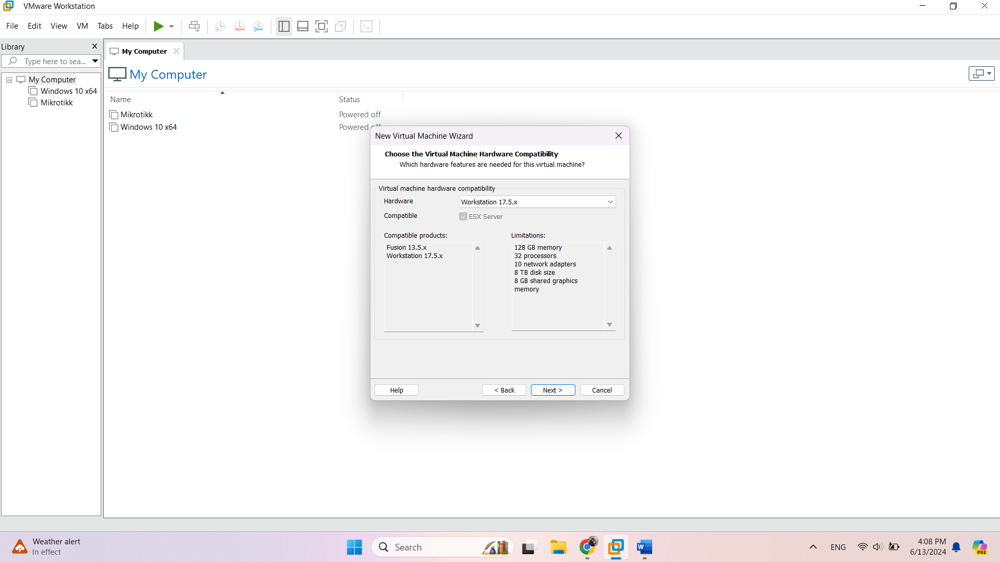 VMware Workstation
File Edit View VM Tabs Help
Library
Type here to sea...
My Computer
Windows 10 x64
Mikrotikk
My Computer
My Computer
Name Status
Mikrotikk Powered off
Windows 10 x64 Powered off
New Virtual Machine Wizard
Choose the Virtual Machine Hardware Compatibility
Which hardware features are needed for this virtual machine?
Virtual machine hardware compatibility
Hardware Workstation 17.5.x
Compatible ESX Server
Compatible products:
Fusion 13.5.x
Workstation 17.5.x
Limitations:
128 GB memory
32 processors
10 network adapters
8 TB disk size
8 GB shared graphics
memory
Help < Back Next > Cancel
Weather alert
In effect
Search
W
ENG
4:08 PM
6/13/2024
PRE